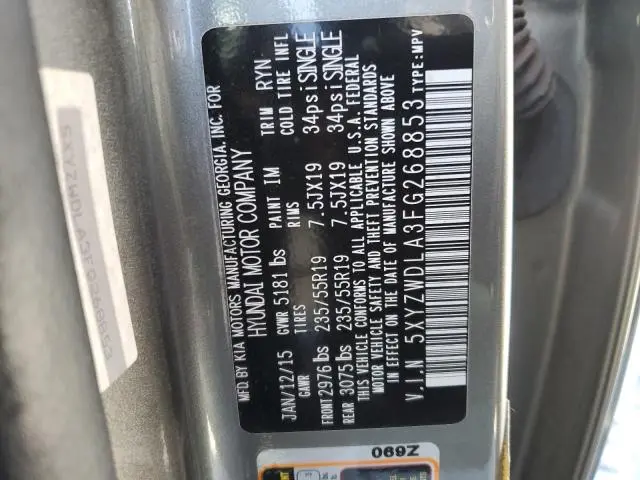 MFD. BY KIA MOTORS MANUFACTURING GEORGIA, INC. FOR
HYUNDAI MOTOR COMPANY
JAN/12/15 PAINT IM TRIM RYN
GVWR 5181 lbs
GAWR TIRES RIMS COLD TIRE INFL
FRONT 2976 lbs 235/55R19 7.5JX19 34psi SINGLE
REAR 3075 lbs 235/55R19 7.5JX19 34psi SINGLE
THIS VEHICLE CONFORMS TO ALL APPLICABLE U.S.A. FEDERAL
MOTOR VEHICLE SAFETY AND THEFT PREVENTION STANDARDS
IN EFFECT ON THE DATE OF MANUFACTURE SHOWN ABOVE
V.I.N 5XYZWDLA3FG268853 TYPE:MPV
Z690